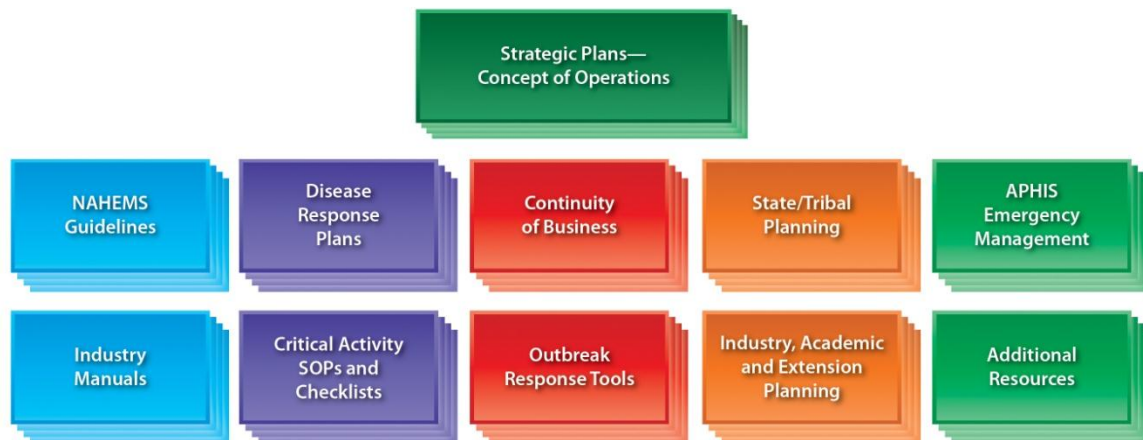 Strategic Plans—
Concept of Operations
NAHEMS
Guidelines
Disease
Response
Plans
Continuity
of Business
State/Tribal
Planning
APHIS
Emergency
Management
Industry
Manuals
Critical Activity
SOPs and
Checklists
Outbreak
Response Tools
Industry, Academic
and Extension
Planning
Additional
Resources